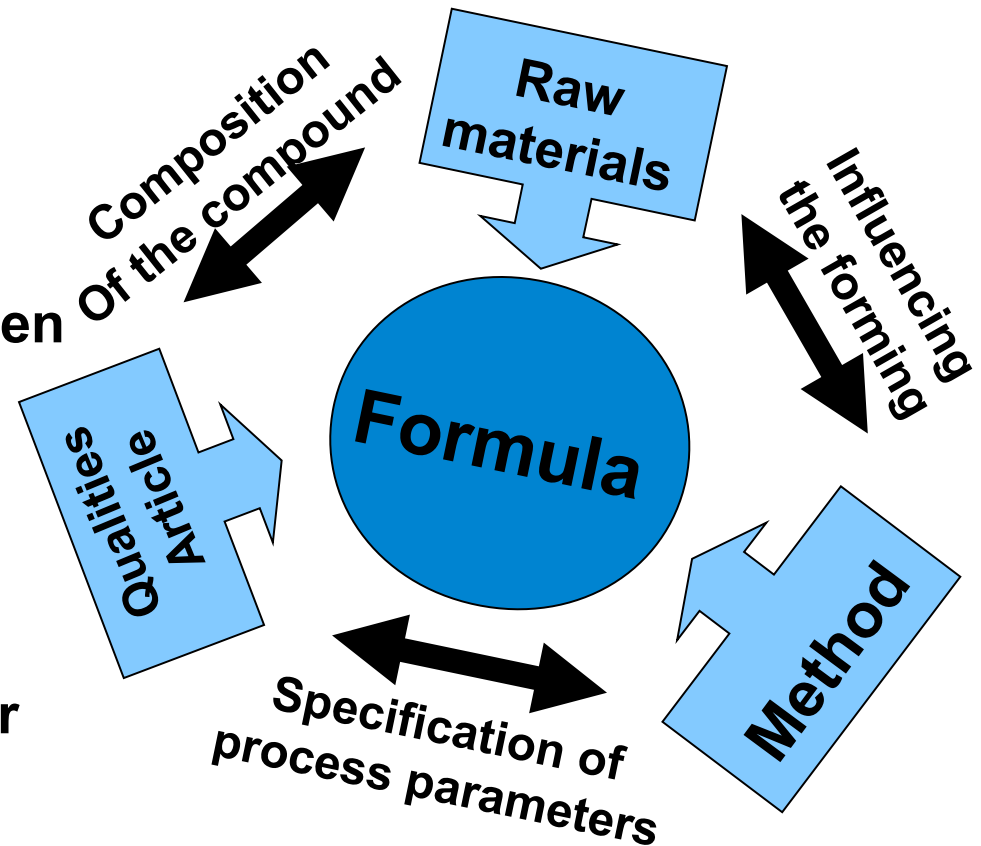 Raw
materials
Composition
Of the compound
Influencing
the forming
en
Qualities
Article
Formula
Method
Specification of
process parameters
r